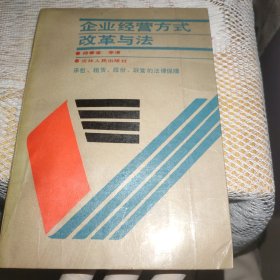 企业经营方式
改革与法
吉林人民出版社
承包、租赁、股份、联营的法律保障